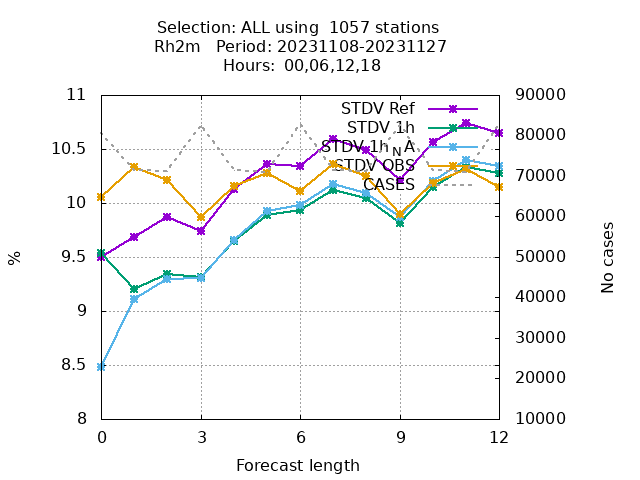 Selection: ALL using  1057 stations
Rh2m   Period: 20231108-20231127
Hours:  00,06,12,18
11
10.5
10
9.5
9
8.5
8
90000
80000
70000
60000
50000
40000
30000
20000
10000
STDV Ref
STDV 1h
STDV 1h_NA
STDV OBS
CASES
%
No cases
0
3
6
9
12
Forecast length